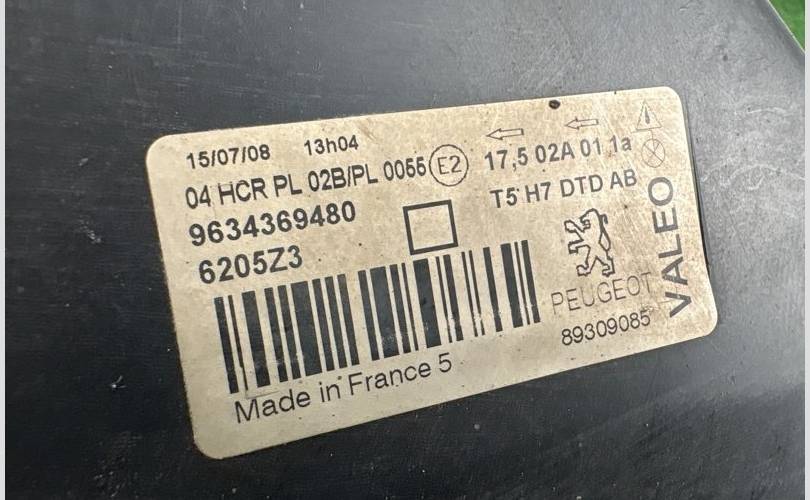 15/07/08 13h04
04 HCR PL 02B/PL 0055 E2 17,5 02A 01 1a
9634369480 T5 H7 DTD AB
6205Z3
PEUGEOT
VALEO
89309085
Made in France 5